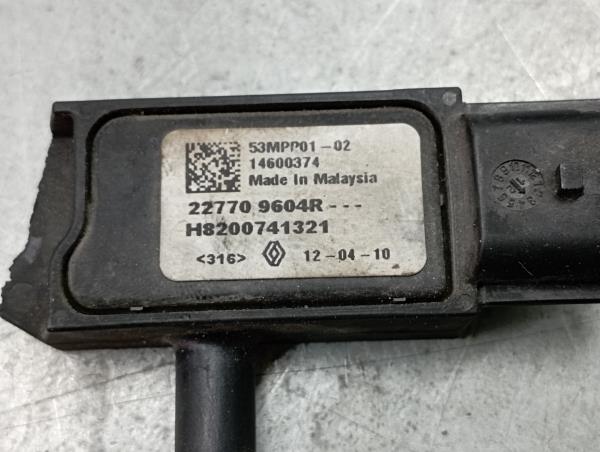 53MPP01-02
14600374
Made In Malaysia
22770 9604R---
H8200741321
<316> 12-04-10